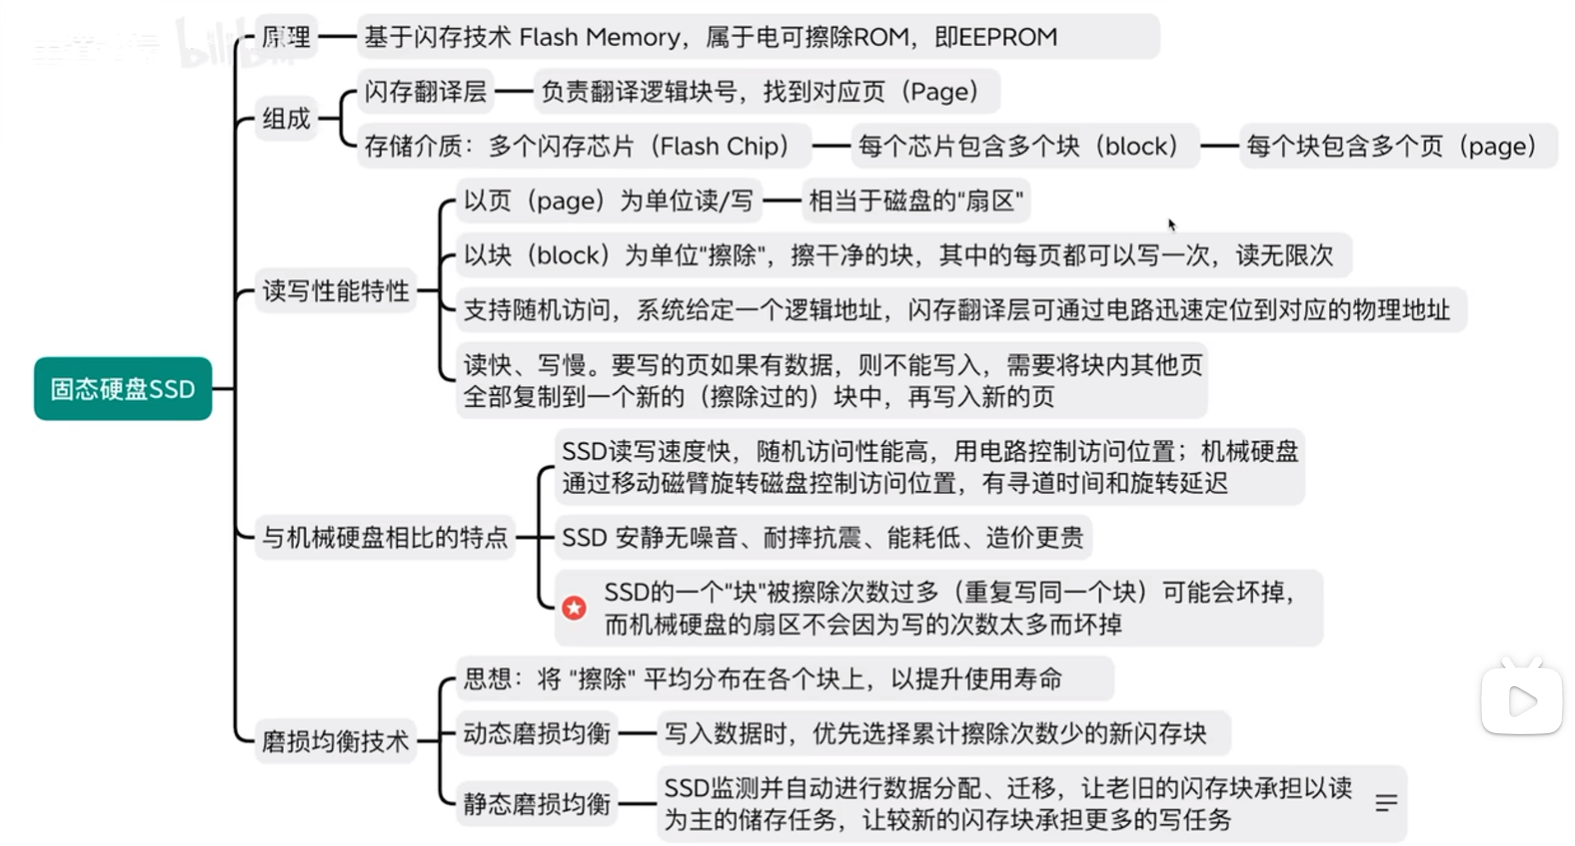 原理
基于闪存技术 Flash Memory，属于电可擦除ROM，即EEPROM
组成
闪存翻译层
负责翻译逻辑块号，找到对应页（Page）
存储介质：多个闪存芯片（Flash Chip）
每个芯片包含多个块（block）
每个块包含多个页（page）
固态硬盘SSD
读写性能特性
以页（page）为单位读/写
相当于磁盘的"扇区"
以块（block）为单位"擦除"，擦干净的块，其中的每页都可以写一次，读无限次
支持随机访问，系统给定一个逻辑地址，闪存翻译层可通过电路迅速定位到对应的物理地址
读快、写慢。要写的页如果有数据，则不能写入，需要将块内其他页
全部复制到一个新的（擦除过的）块中，再写入新的页
与机械硬盘相比的特点
SSD读写速度快，随机访问性能高，用电路控制访问位置；机械硬盘
通过移动磁臂旋转磁盘控制访问位置，有寻道时间和旋转延迟
SSD 安静无噪音、耐摔抗震、能耗低、造价更贵
SSD的一个"块"被擦除次数过多（重复写同一个块）可能会坏掉，
而机械硬盘的扇区不会因为写的次数太多而坏掉
磨损均衡技术
思想：将 "擦除" 平均分布在各个块上，以提升使用寿命
动态磨损均衡
写入数据时，优先选择累计擦除次数少的新闪存块
静态磨损均衡
SSD监测并自动进行数据分配、迁移，让老旧的闪存块承担以读
为主的储存任务，让较新的闪存块承担更多的写任务
bilibili